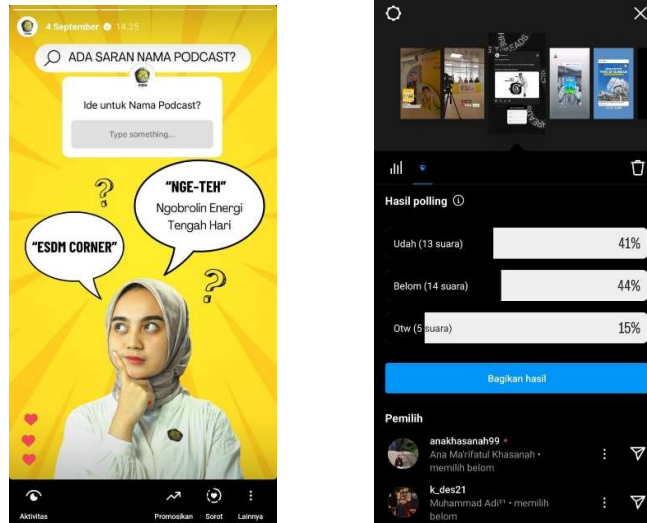 4 September 14.25
ADA SARAN NAMA PODCAST?
Ide untuk Nama Podcast?
Type something...
"NGE-TEH"
Ngobrolin Energi
Tengah Hari
"ESDM CORNER"
?
?
Aktivitas
Promosikan
Sorot
Lainnya
Hasil polling
Udah (13 suara)
41%
Belom (14 suara)
44%
Otw (5 suara)
15%
Bagikan hasil
Pemilih
anakhasanah99
Ana Ma'rifatul Khasanah •
memilih belom
k_des21
Muhammad Adi²¹ • memilih
belom